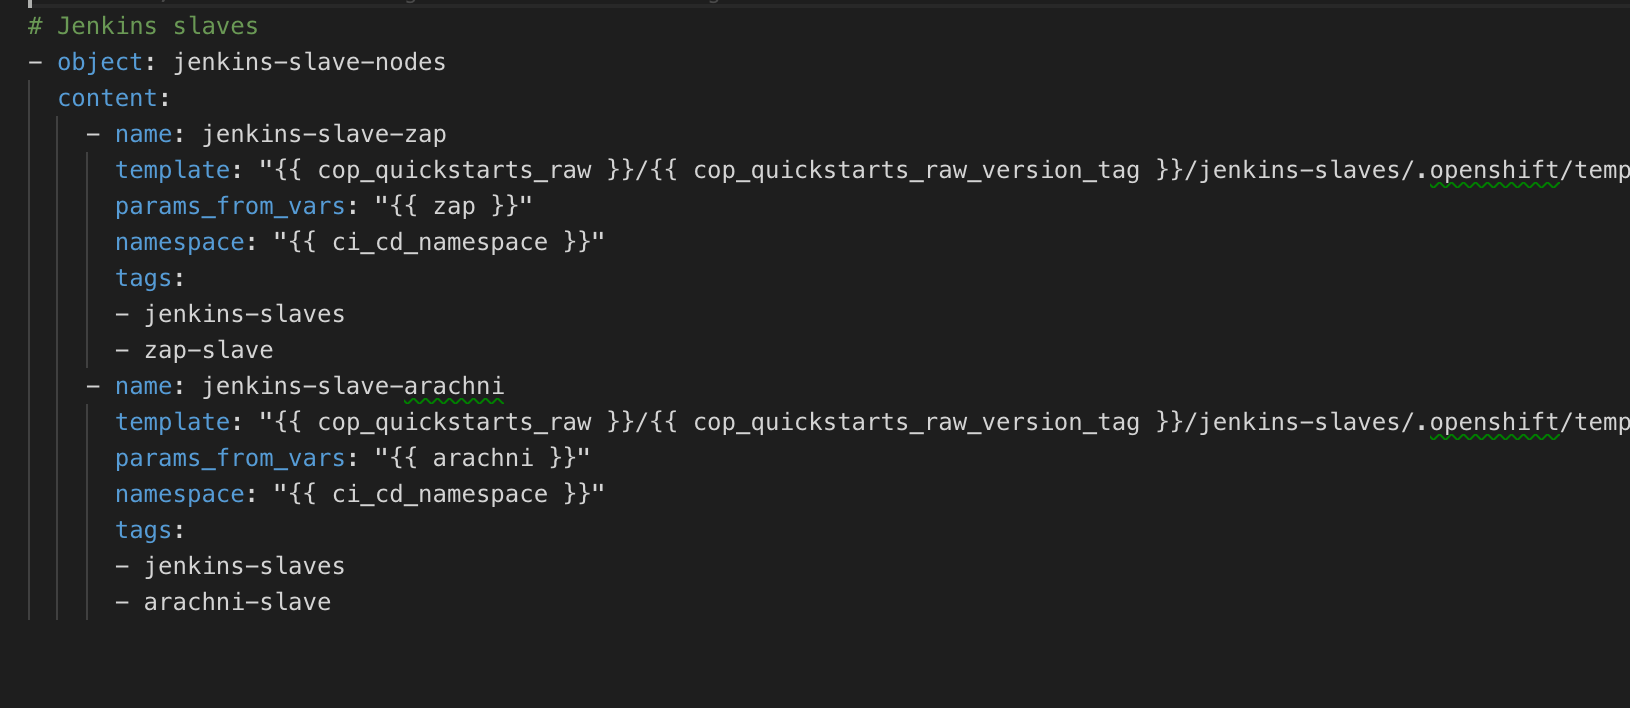 # Jenkins slaves
- object: jenkins-slave-nodes
content:
- name: jenkins-slave-zap
template: "{{ cop_quickstarts_raw }}/{{ cop_quickstarts_raw_version_tag }}/jenkins-slaves/.openshift/temp
params_from_vars: "{{ zap }}"
namespace: "{{ ci_cd_namespace }}"
tags:
- jenkins-slaves
- zap-slave
- name: jenkins-slave-arachni
template: "{{ cop_quickstarts_raw }}/{{ cop_quickstarts_raw_version_tag }}/jenkins-slaves/.openshift/temp
params_from_vars: "{{ arachni }}"
namespace: "{{ ci_cd_namespace }}"
tags:
- jenkins-slaves
- arachni-slave